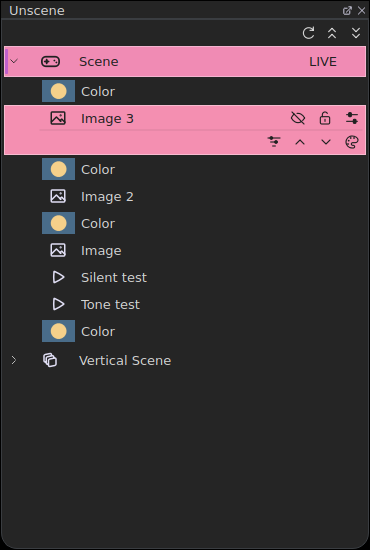 Unscene
Scene LIVE
Color
Image 3
Color
Image 2
Color
Image
Silent test
Tone test
Color
Vertical Scene